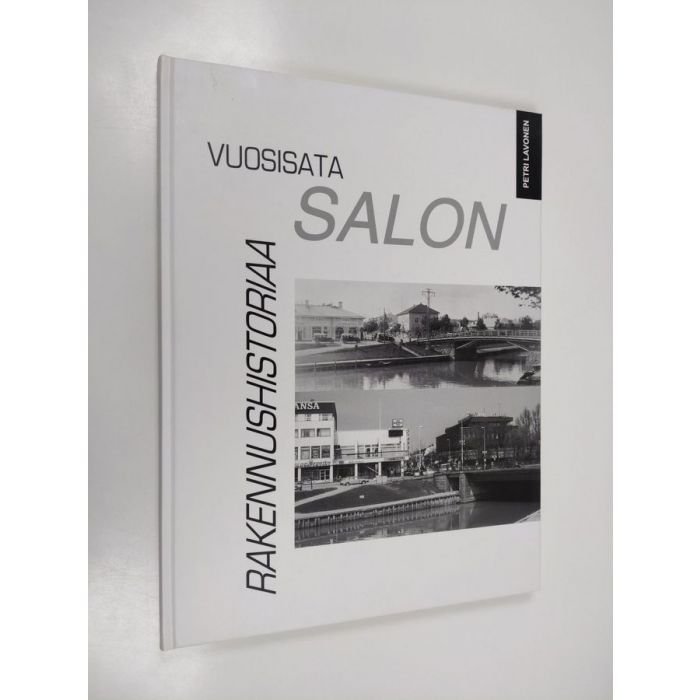 PETRI LAVONEN
VUOSISATA
SALON
RAKENNUSHISTORIAA
ANSA